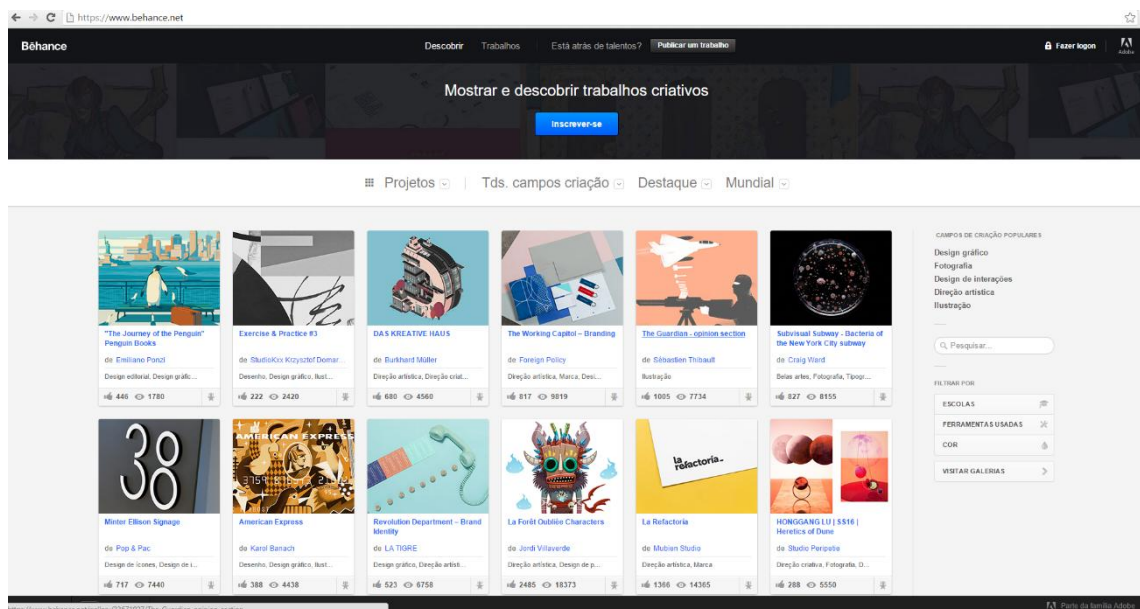 https://www.behance.net
Bēhance
Descobrir Trabalhos Está atrás de talentos? Publicar um trabalho
Fazer logon
Adobe
Mostrar e descobrir trabalhos criativos
Inscrever-se
Projetos Tds. campos criação Destaque Mundial
"The Journey of the Penguin"
Penguin Books
de Emiliano Ponzi
Design editorial, Design gráfic...
446 1780
Exercise & Practice #3
de StudioKxx Krzysztof Domar...
Desenho, Design gráfico, Ilust...
222 2420
DAS KREATIVE HAUS
de Burkhard Müller
Direção artística, Direção criat...
680 4560
The Working Capitol – Branding
de Foreign Policy
Direção artística, Marca, Desi...
817 9819
The Guardian - opinion section
de Sébastien Thibault
Ilustração
1005 7734
Subvisual Subway - Bacteria of
the New York City subway
de Craig Ward
Belas artes, Fotografia, Tipogr...
827 8155
38
Minter Ellison Signage
de Pop & Pac
Design de ícones, Design de i...
717 7440
AMERICAN EXPRESS
3759
American Express
de Karol Banach
Desenho, Design gráfico, Ilust...
388 4438
Revolution Department – Brand
Identity
de LA TIGRE
Design gráfico, Direção artísti...
523 6758
La Forêt Oubliée Characters
de Jordi Villaverde
Direção artística, Design de p...
2485 18373
la
refactoría_
La Refactoria
de Mubien Studio
Direção artística, Marca
1366 14365
HONGGANG LU | SS16 |
Heretics of Dune
de Studio Peripetie
Direção criativa, Fotografia, D...
288 5550
CAMPOS DE CRIAÇÃO POPULARES
Design gráfico
Fotografia
Design de interações
Direção artística
Ilustração
Pesquisar...
FILTRAR POR
ESCOLAS
FERRAMENTAS USADAS
COR
VISITAR GALERIAS
Parte da família Adobe